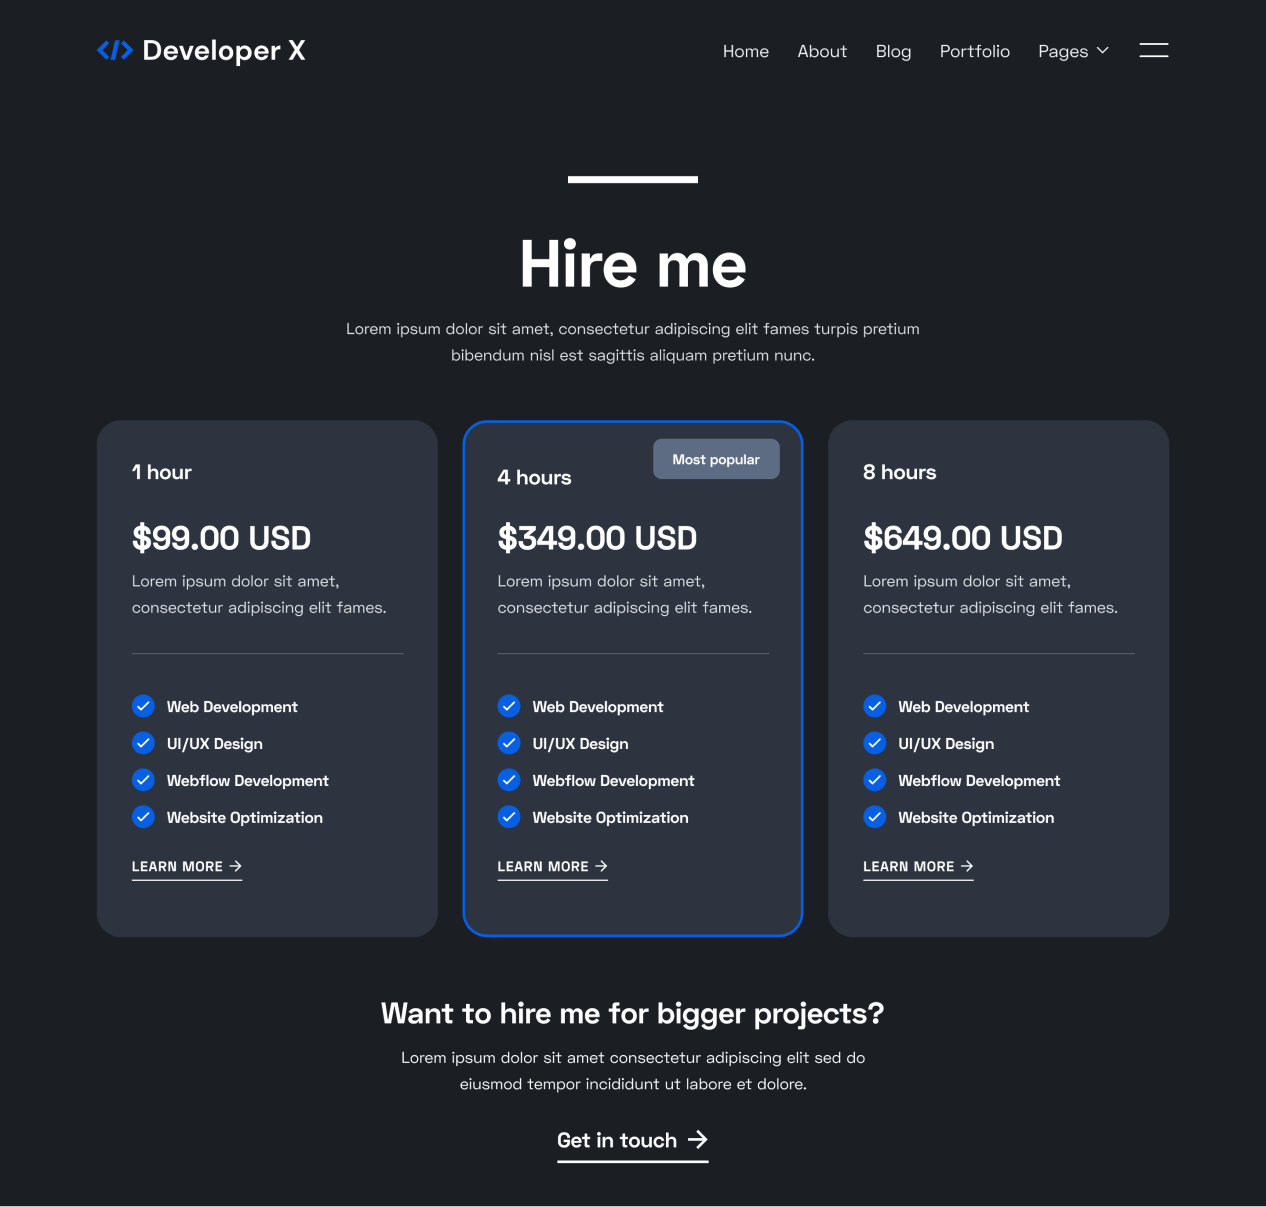 </> Developer X
Home About Blog Portfolio Pages
Hire me
Lorem ipsum dolor sit amet, consectetur adipiscing elit fames turpis pretium
bibendum nisl est sagittis aliquam pretium nunc.
1 hour
$99.00 USD
Lorem ipsum dolor sit amet,
consectetur adipiscing elit fames.
Web Development
UI/UX Design
Webflow Development
Website Optimization
LEARN MORE →
Most popular
4 hours
$349.00 USD
Lorem ipsum dolor sit amet,
consectetur adipiscing elit fames.
Web Development
UI/UX Design
Webflow Development
Website Optimization
LEARN MORE →
8 hours
$649.00 USD
Lorem ipsum dolor sit amet,
consectetur adipiscing elit fames.
Web Development
UI/UX Design
Webflow Development
Website Optimization
LEARN MORE →
Want to hire me for bigger projects?
Lorem ipsum dolor sit amet consectetur adipiscing elit sed do
eiusmod tempor incididunt ut labore et dolore.
Get in touch →